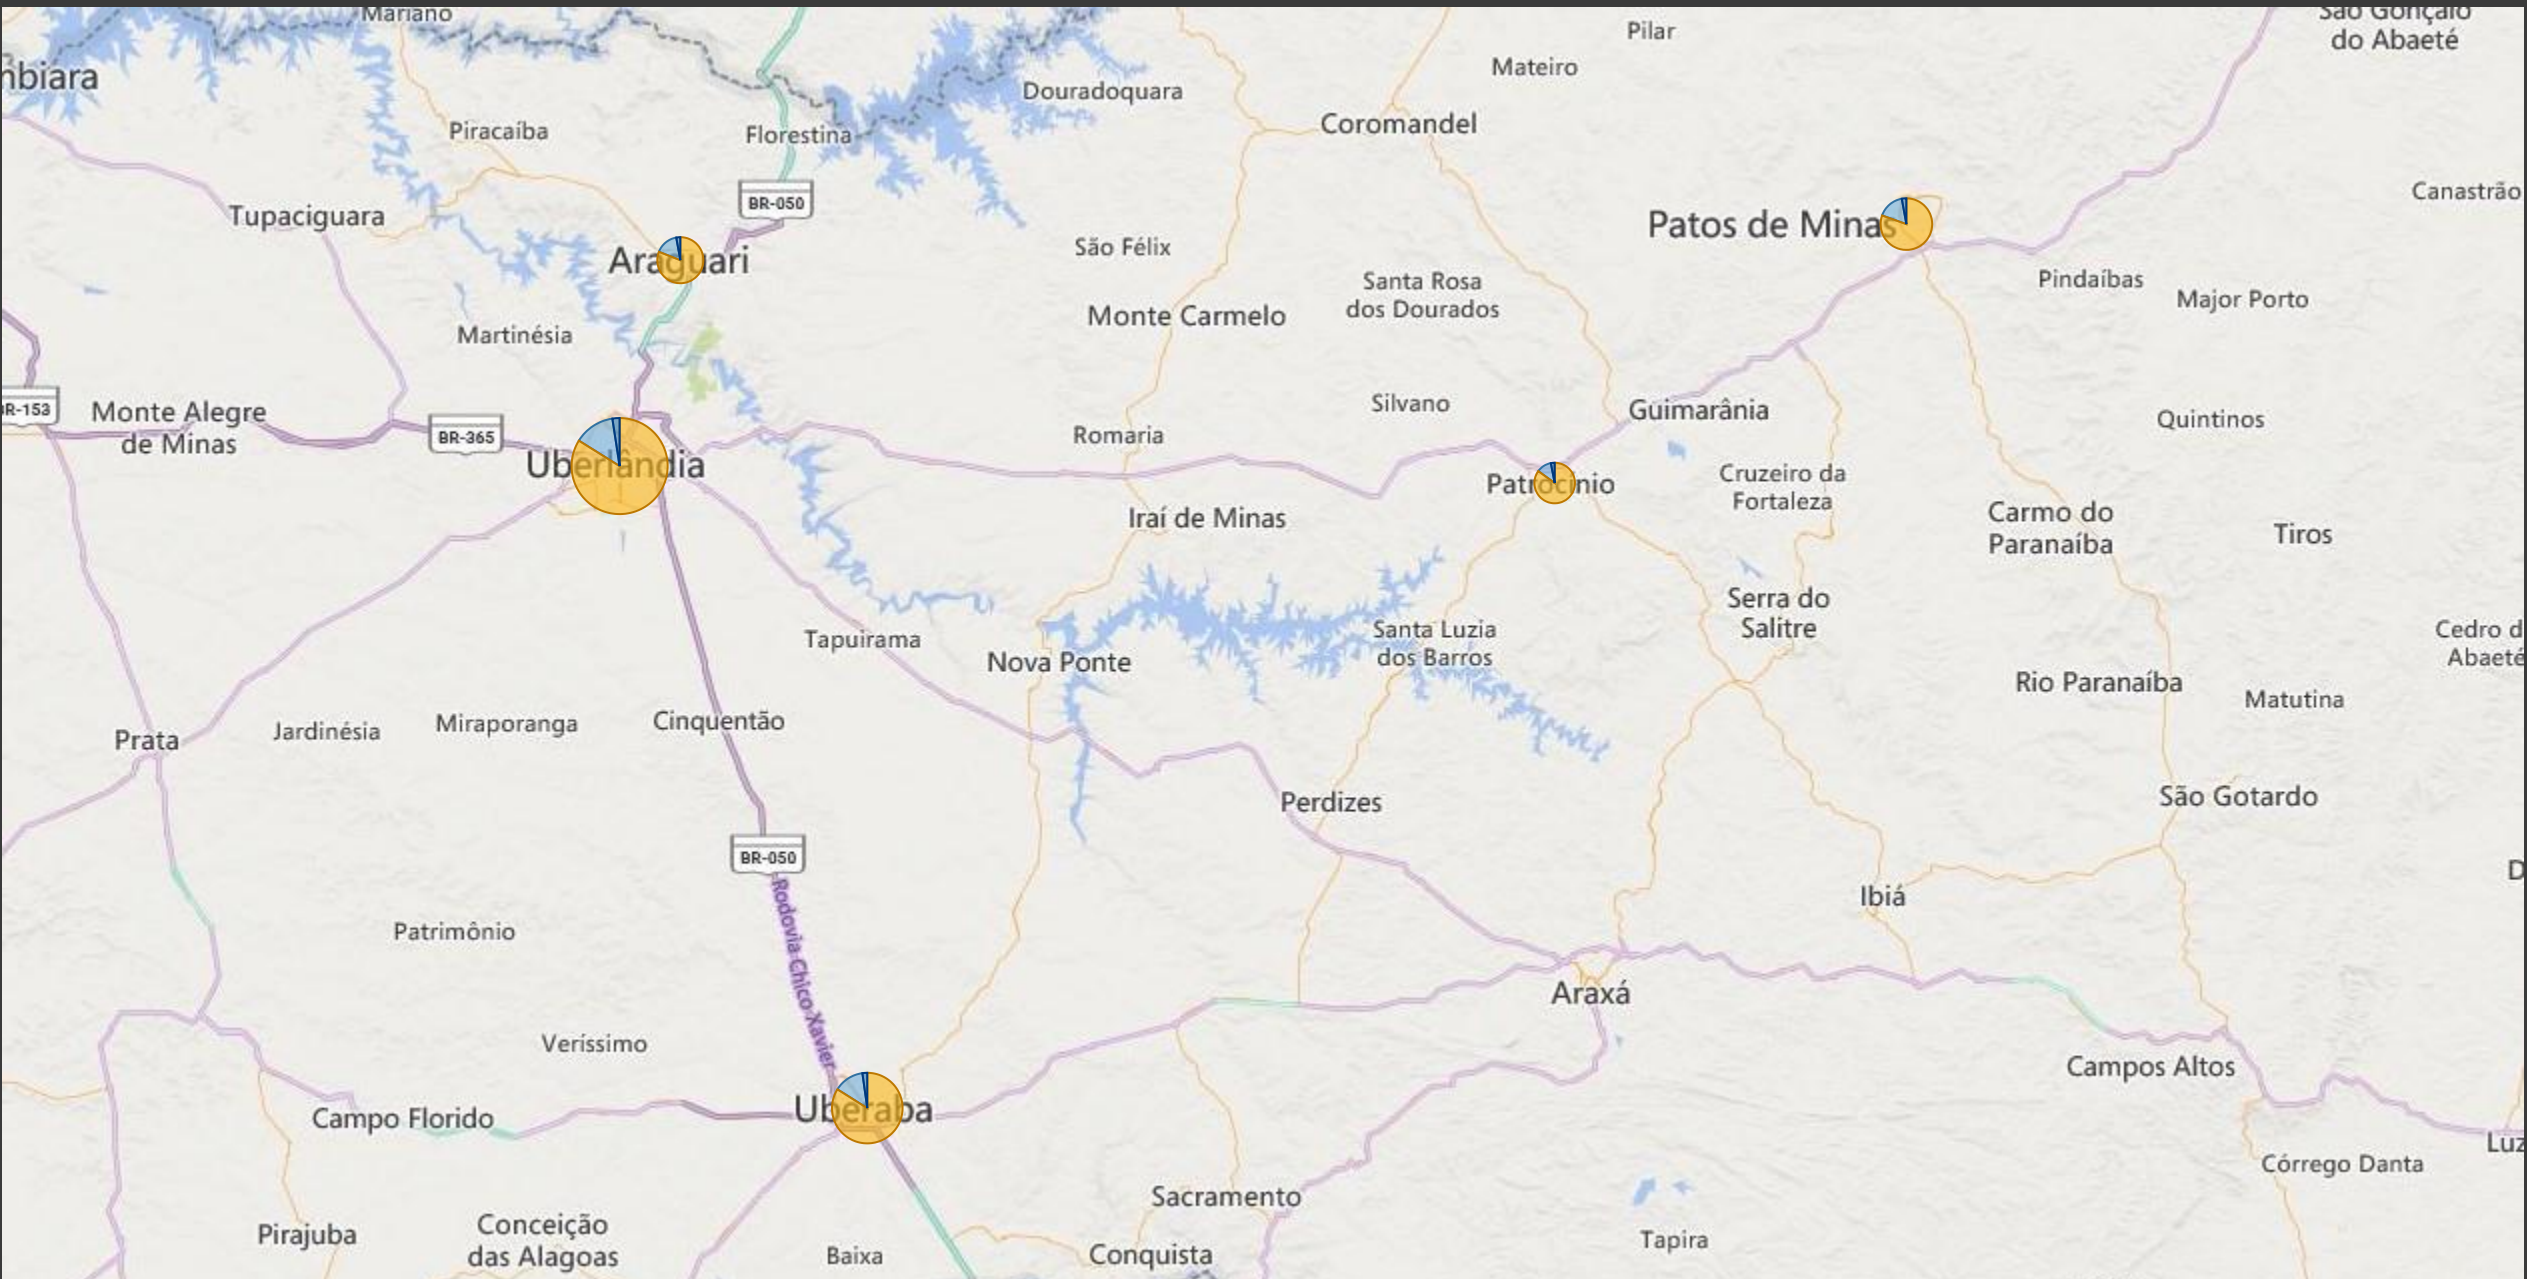 Mariano
São Gonçalo
do Abaeté
Pilar
Mateiro
Douradoquara
Coromandel
Piracaíba
Florestina
Canastrão
BR-050
Tupaciguara
Patos de Minas
São Félix
Araguari
Santa Rosa
dos Dourados
Pindaíbas
Major Porto
Monte Carmelo
Martinésia
Silvano
Guimarânia
BR-153
Monte Alegre
de Minas
BR-365
Romaria
Quintinos
Uberlândia
Patrocínio
Cruzeiro da
Fortaleza
Iraí de Minas
Carmo do
Paranaíba
Tiros
Serra do
Salitre
Tapuirama
Santa Luzia
dos Barros
Cedro d
Abaeté
Nova Ponte
Rio Paranaíba
Matutina
Prata
Jardinésia
Miraporanga
Cinquentão
Perdizes
São Gotardo
BR-050
Ibiá
Patrimônio
Rodovia Chico Xavier
Araxá
Veríssimo
Campos Altos
Campo Florido
Uberaba
Luz
Córrego Danta
Sacramento
Pirajuba
Conceição
das Alagoas
Baixa
Conquista
Tapira